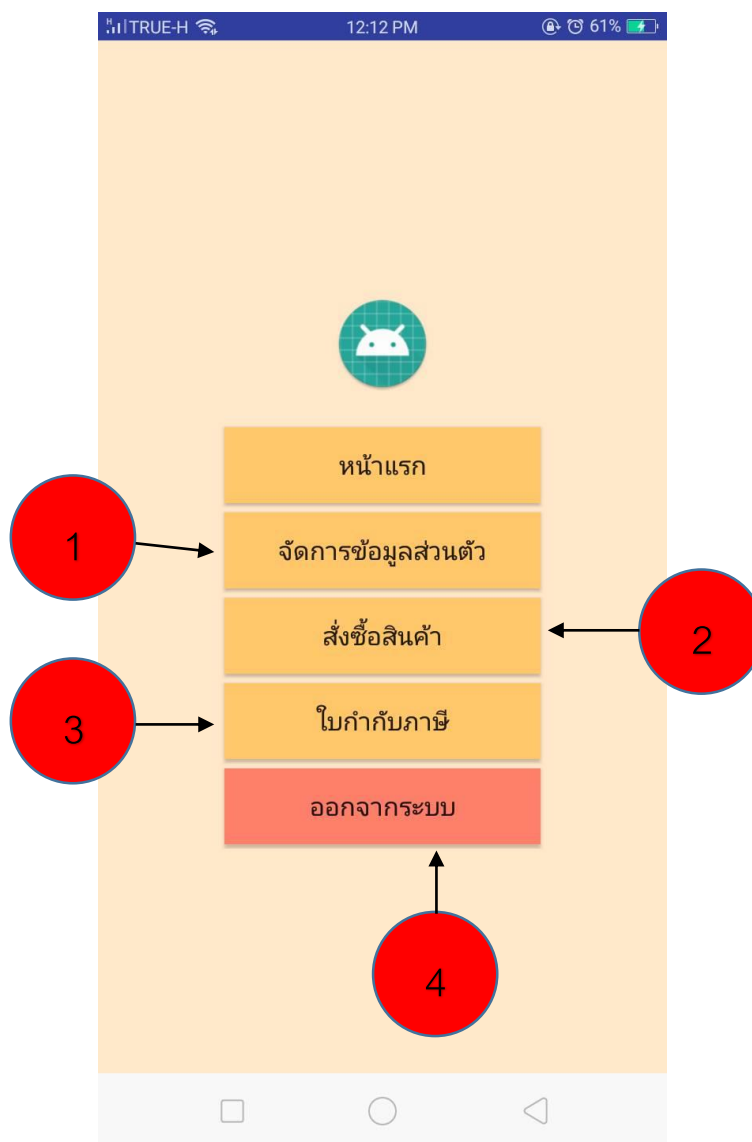 H TRUE-H 12:12 PM 61%
หน้าแรก
1 จัดการข้อมูลส่วนตัว
สั่งซื้อสินค้า 2
3 ใบกำกับภาษี
ออกจากระบบ
4